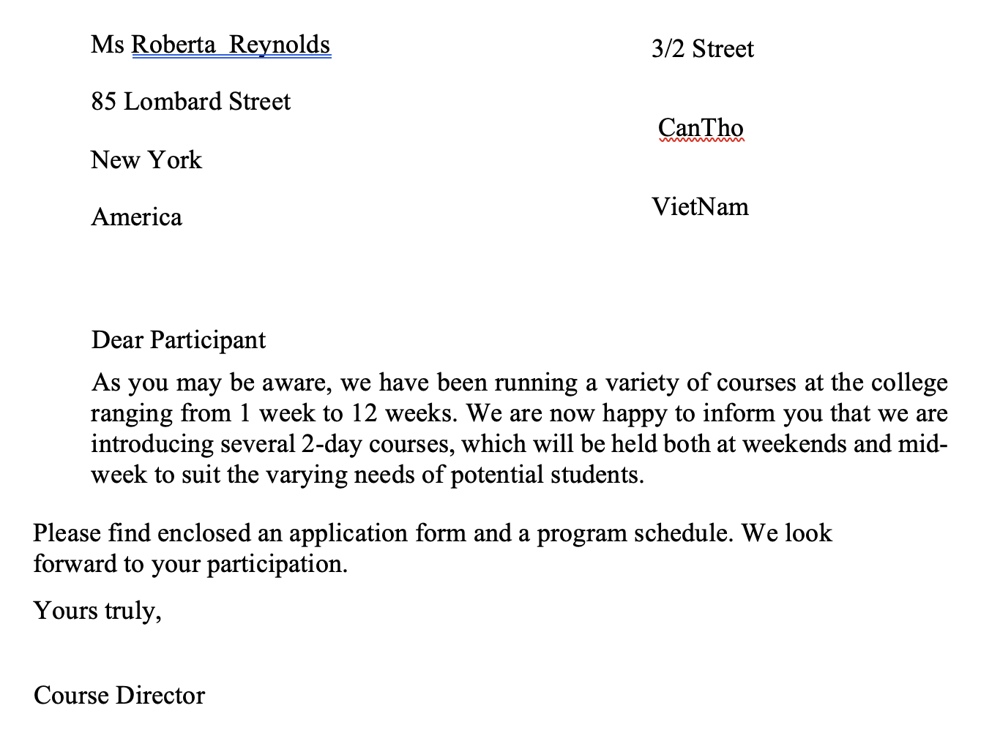 Ms Roberta  Reynolds
3/2 Street
85 Lombard Street
CanTho
New York
VietNam
America
Dear Participant
As you may be aware, we have been running a variety of courses at the college
ranging from 1 week to 12 weeks. We are now happy to inform you that we are
introducing several 2-day courses, which will be held both at weekends and mid-
week to suit the varying needs of potential students.
Please find enclosed an application form and a program schedule. We look
forward to your participation.
Yours truly,
Course Director